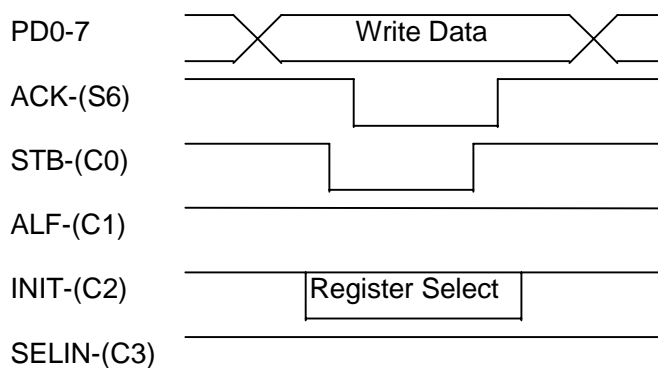 PD0-7 Write Data
ACK-(S6)
STB-(C0)
ALF-(C1)
INIT-(C2) Register Select
SELIN-(C3)